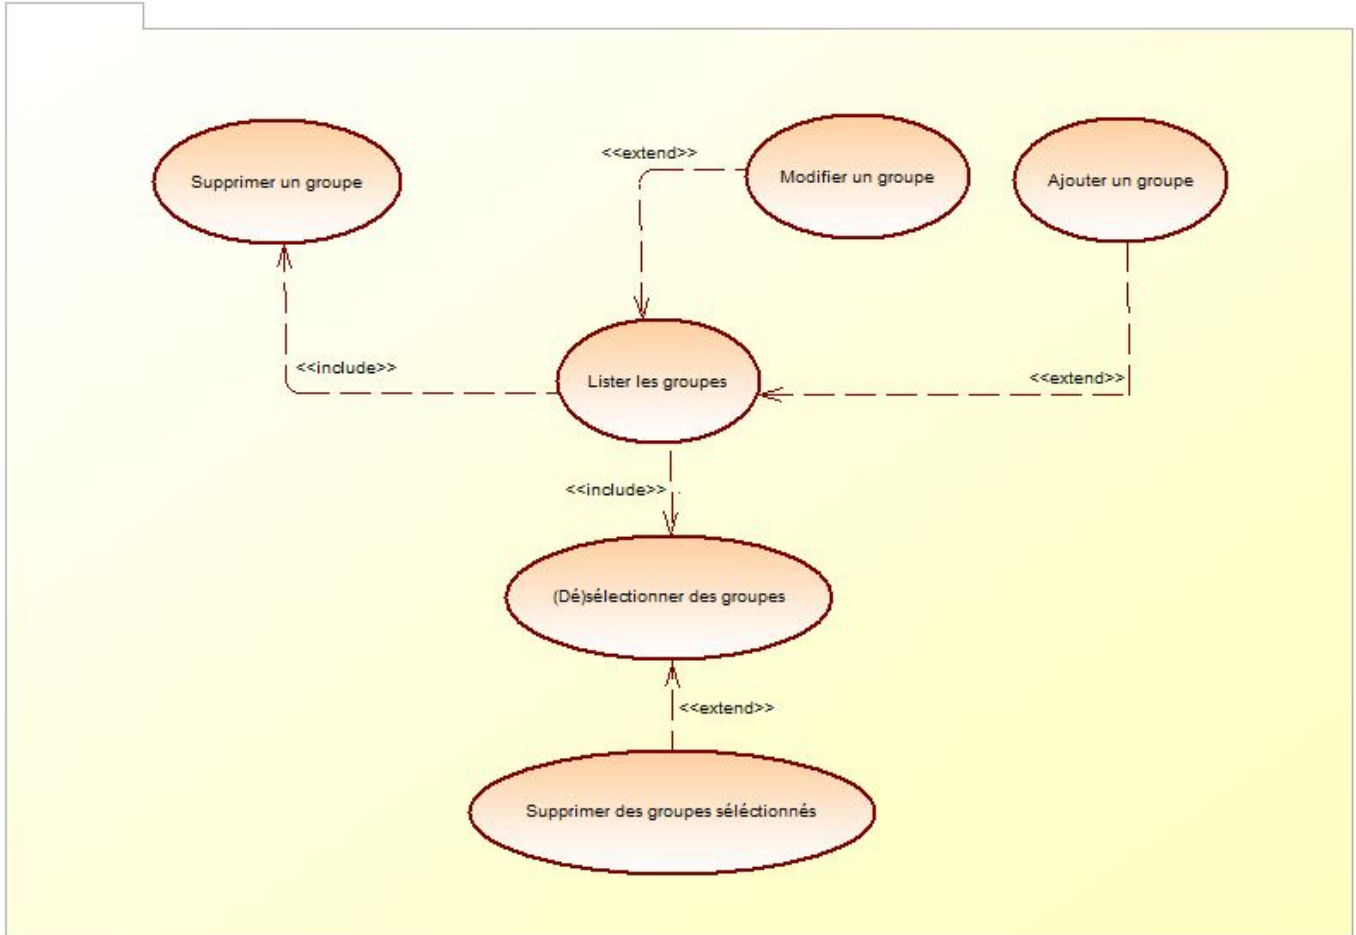 <<extend>>
Modifier un groupe
Ajouter un groupe
Supprimer un groupe
<<include>>
Lister les groupes
<<extend>>
<<include>>
(Dé)sélectionner des groupes
<<extend>>
Supprimer des groupes séléctionnés